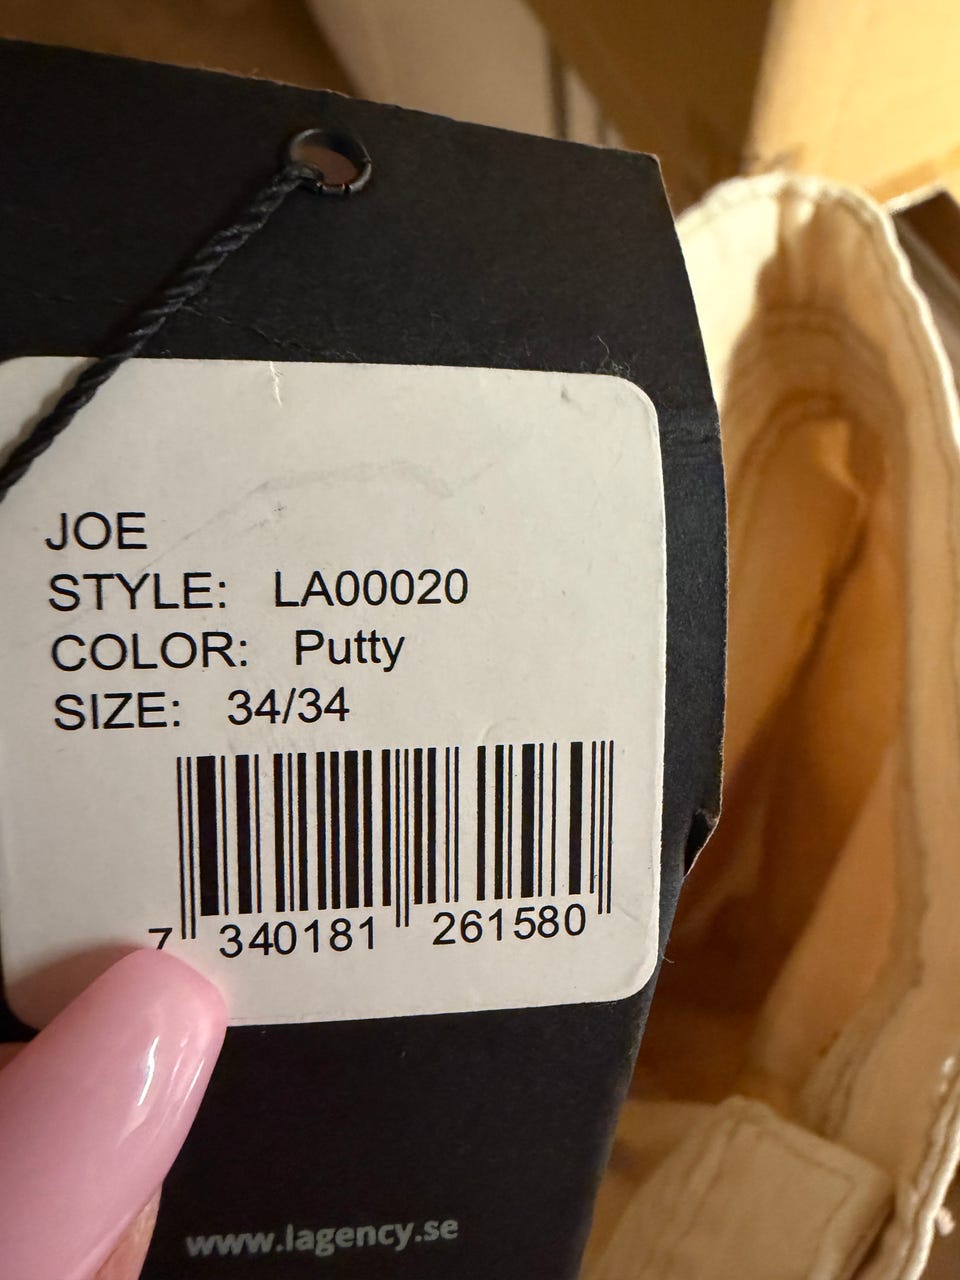 JOE
STYLE: LA00020
COLOR: Putty
SIZE: 34/34
7 340181 261580
www.lagency.se